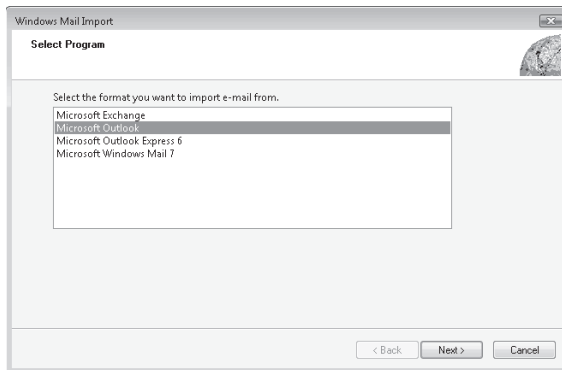 Windows Mail Import
Select Program
Select the format you want to import e-mail from.
Microsoft Exchange
Microsoft Outlook
Microsoft Outlook Express 6
Microsoft Windows Mail 7
< Back
Next >
Cancel